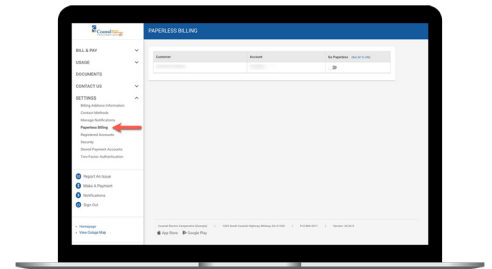 Coastal Electric
PAPERLESS BILLING
BILL & PAY
USAGE
DOCUMENTS
CONTACT US
SETTINGS
Billing Address Information
Contact Methods
Manage Notifications
Paperless Billing
Registered Accounts
Security
Stored Payment Accounts
Two-Factor Authentication
Report An Issue
Make A Payment
Notifications
Sign Out
Homepage
View Outage Map
Customer Account Go Paperless
App Store Google Play